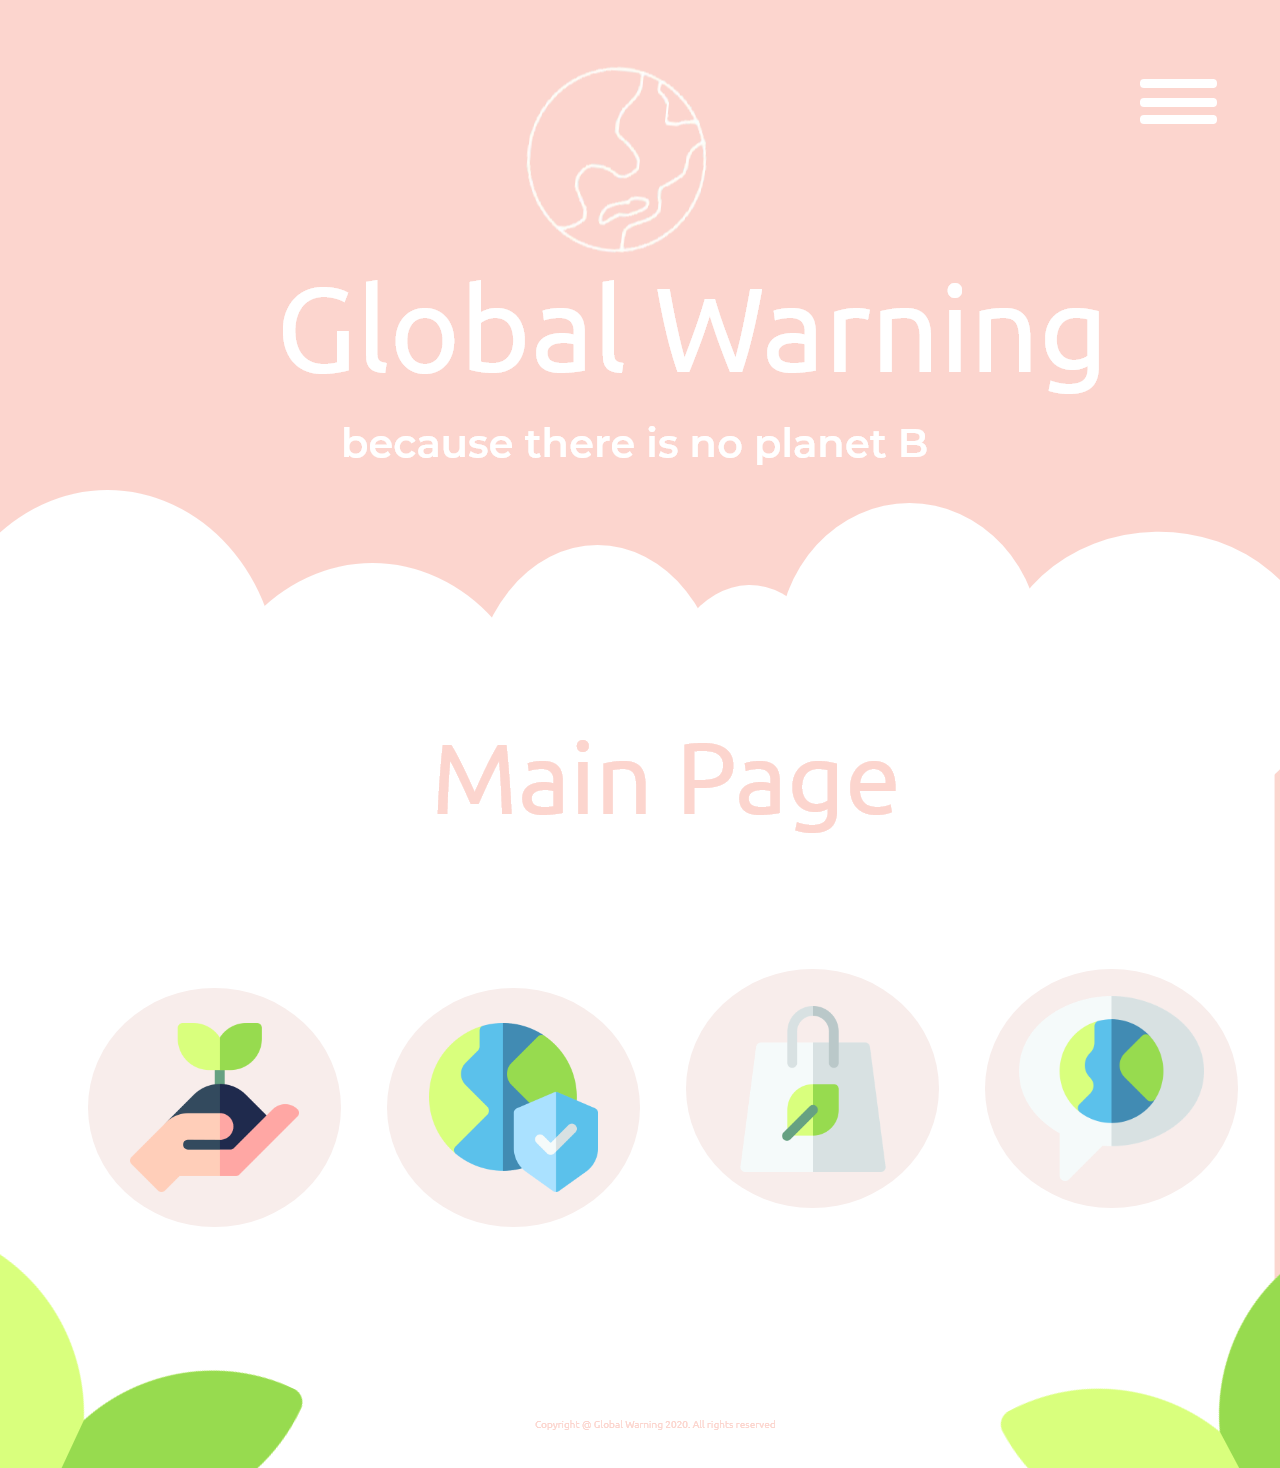 Global Warning
because there is no planet B
Main Page
Copyright @ Global Warning 2020. All rights reserved